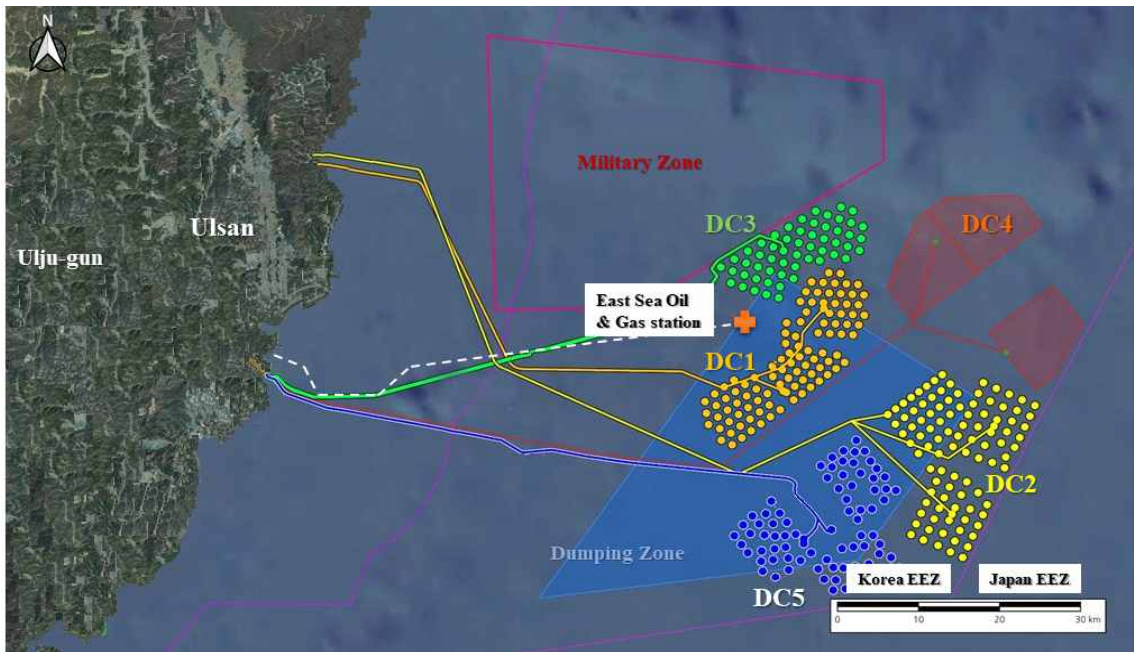 N
Military Zone
DC3
DC4
Ulsan
Ulju-gun
East Sea Oil
& Gas station
DC1
DC2
Dumping Zone
Korea EEZ
Japan EEZ
DC5
0
10
20
30 km